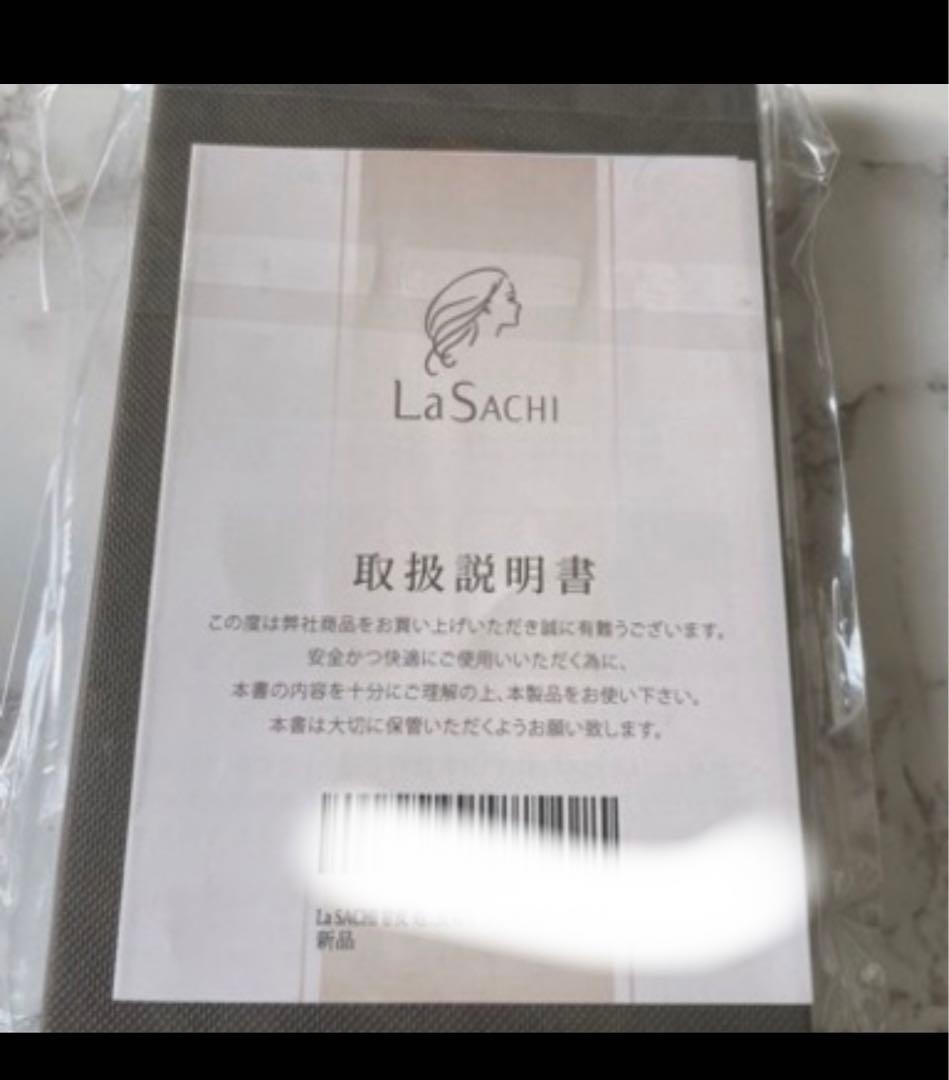 La SACHI
取扱説明書
この度は弊社商品をお買い上げいただき誠に有難うございます。
安全かつ快適にご使用いいただく為に、
本書の内容を十分にご理解の上、本製品をお使い下さい。
本書は大切に保管いただくようお願い致します。
La SACHI
新品